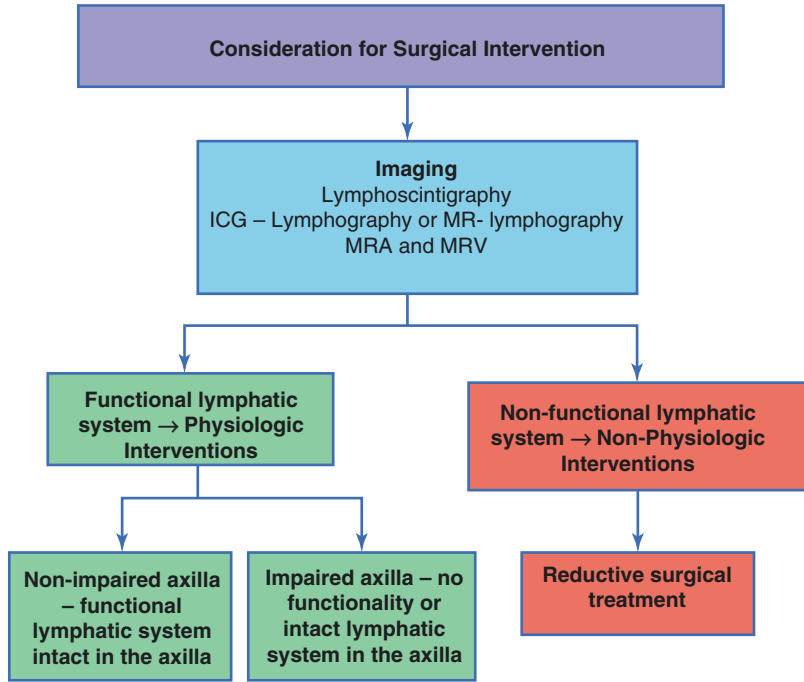 Consideration for Surgical Intervention
Imaging
Lymphoscintigraphy
ICG – Lymphography or MR- lymphography
MRA and MRV
Functional lymphatic
system → Physiologic
Interventions
Non-functional lymphatic
system → Non-Physiologic
Interventions
Non-impaired axilla
– functional
lymphatic system
intact in the axilla
Impaired axilla – no
functionality or
intact lymphatic
system in the axilla
Reductive surgical
treatment